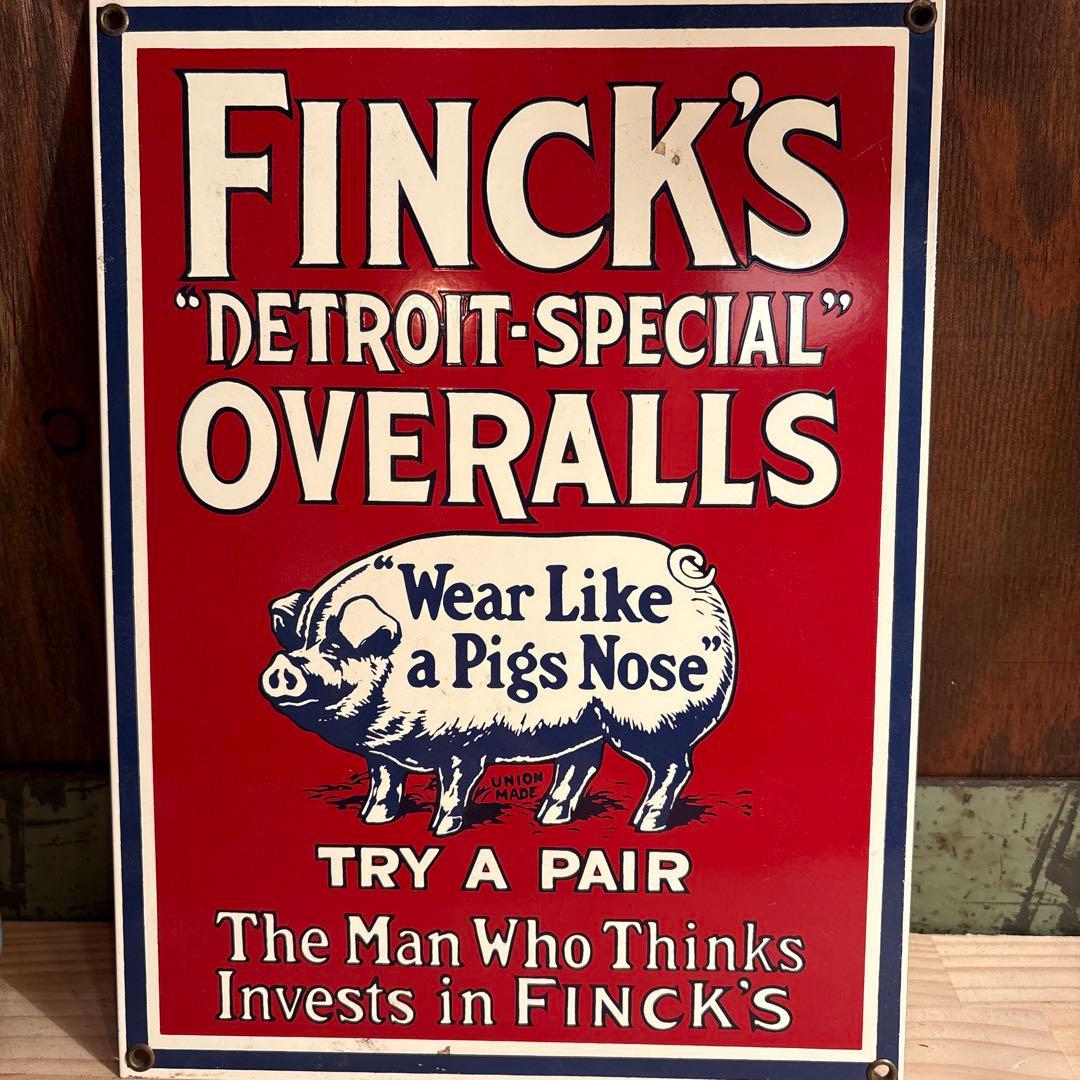 FINCK'S
"DETROIT-SPECIAL"
OVERALLS
"Wear Like
a Pigs Nose"
UNION
MADE
TRY A PAIR
The Man Who Thinks
Invests in FINCK'S